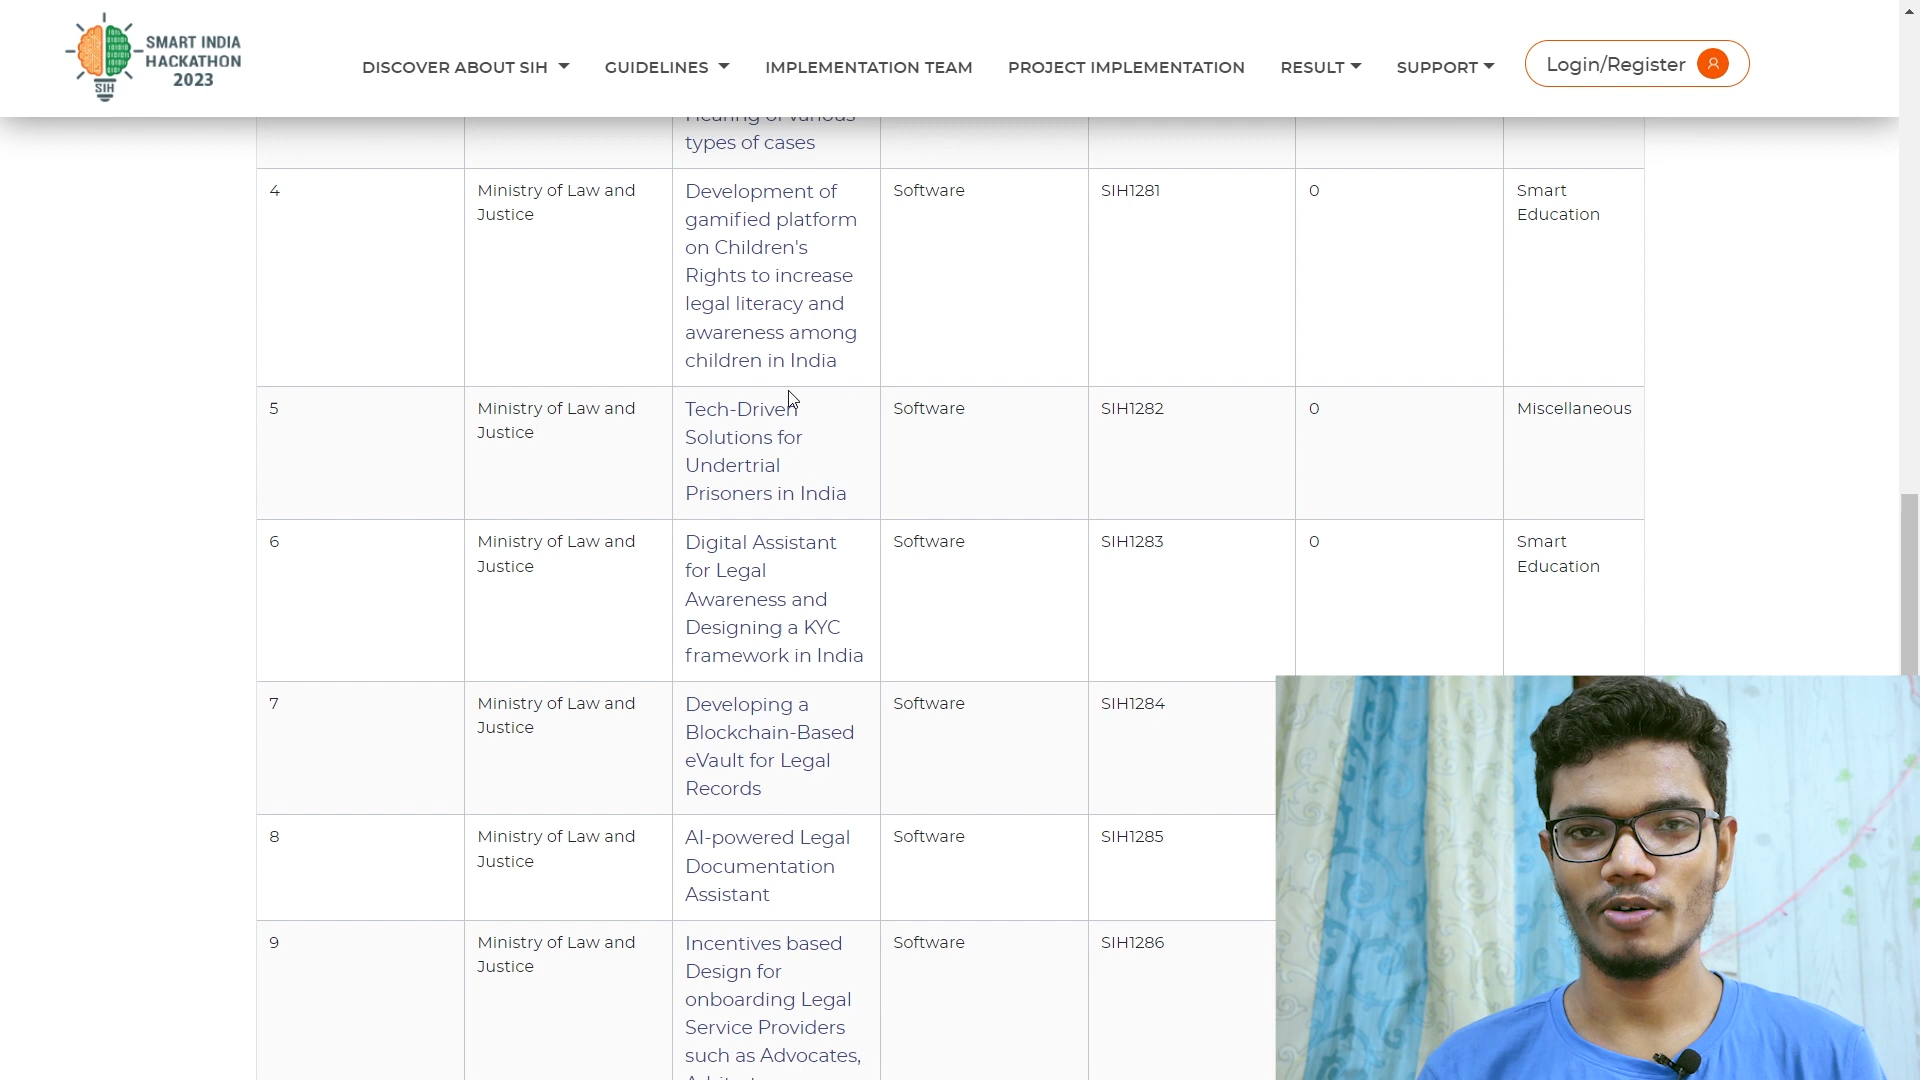 SMART INDIA
HACKATHON
2023
SIH
DISCOVER ABOUT SIH
GUIDELINES
IMPLEMENTATION TEAM
PROJECT IMPLEMENTATION
RESULT
SUPPORT
Login/Register
types of cases
4
Ministry of Law and
Justice
Development of
gamified platform
on Children's
Rights to increase
legal literacy and
awareness among
children in India
Software
SIH1281
0
Smart
Education
5
Ministry of Law and
Justice
Tech-Driven
Solutions for
Undertrial
Prisoners in India
Software
SIH1282
0
Miscellaneous
6
Ministry of Law and
Justice
Digital Assistant
for Legal
Awareness and
Designing a KYC
framework in India
Software
SIH1283
0
Smart
Education
7
Ministry of Law and
Justice
Developing a
Blockchain-Based
eVault for Legal
Records
Software
SIH1284
8
Ministry of Law and
Justice
AI-powered Legal
Documentation
Assistant
Software
SIH1285
9
Ministry of Law and
Justice
Incentives based
Design for
onboarding Legal
Service Providers
such as Advocates,
Software
SIH1286